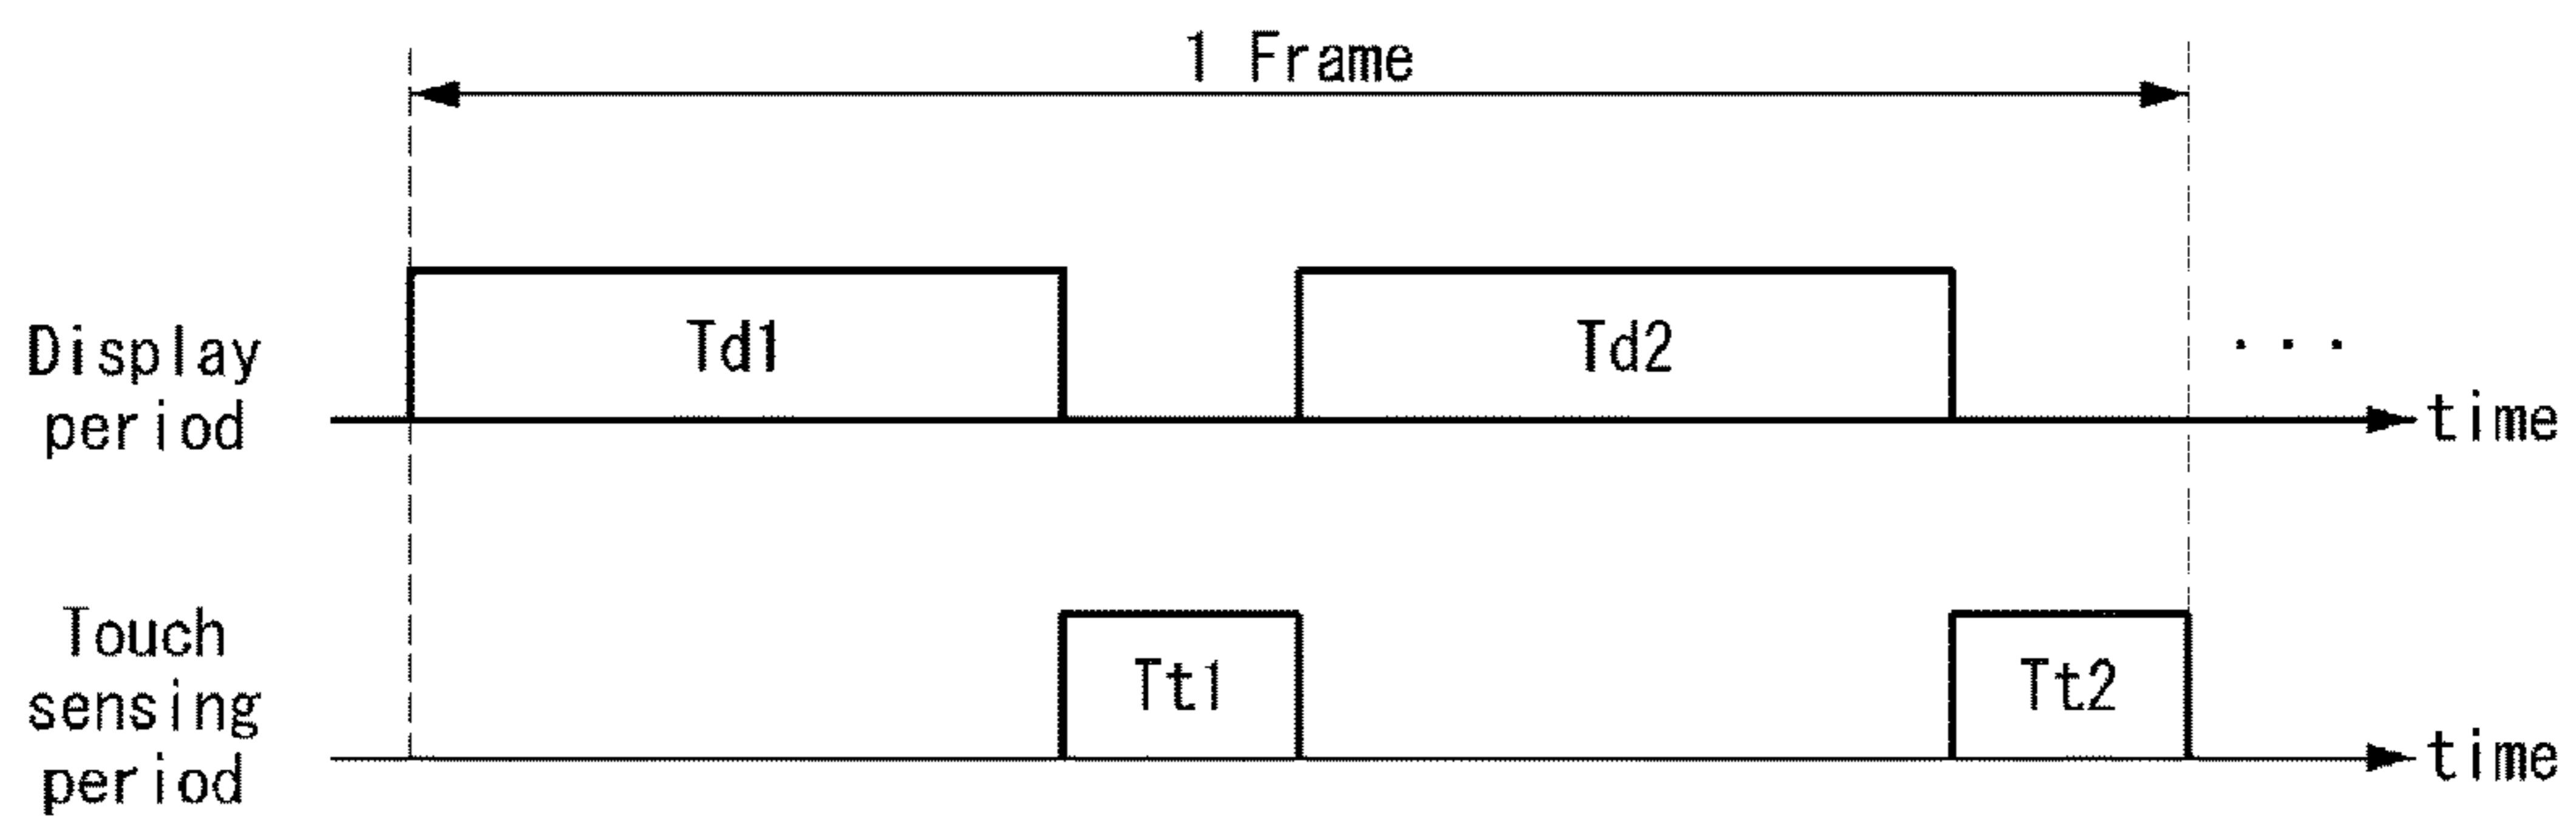 1 Frame
Display
period
Td1
Td2
...
time
Touch
sensing
period
Tt1
Tt2
time